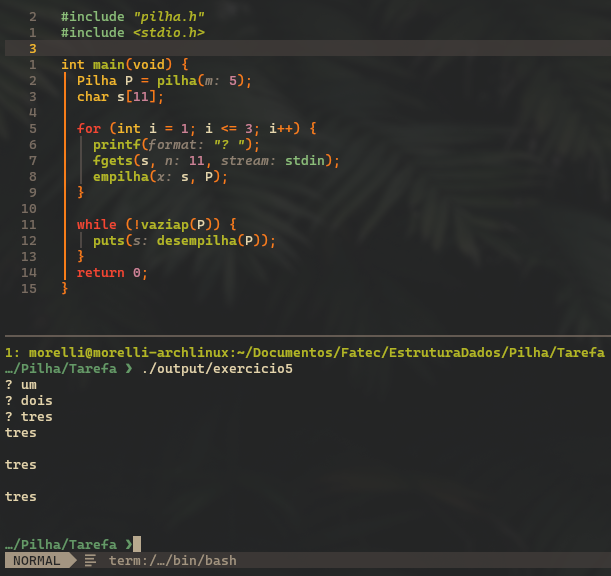 2 #include "pilha.h"
1 #include <stdio.h>
3
1 int main(void) {
2 Pilha P = pilha(m: 5);
3 char s[11];
4
5 for (int i = 1; i <= 3; i++) {
6 printf(format: "? ");
7 fgets(s, n: 11, stream: stdin);
8 empilha(x: s, P);
9 }
10
11 while (!vaziap(P)) {
12 puts(s: desempilha(P));
13 }
14 return 0;
15 }
1: morelli@morelli-archlinux:~/Documentos/Fatec/EstruturaDados/Pilha/Tarefa
…/Pilha/Tarefa ❯ ./output/exercicio5
? um
? dois
? tres
tres
tres
tres
…/Pilha/Tarefa ❯
NORMAL term:/…/bin/bash